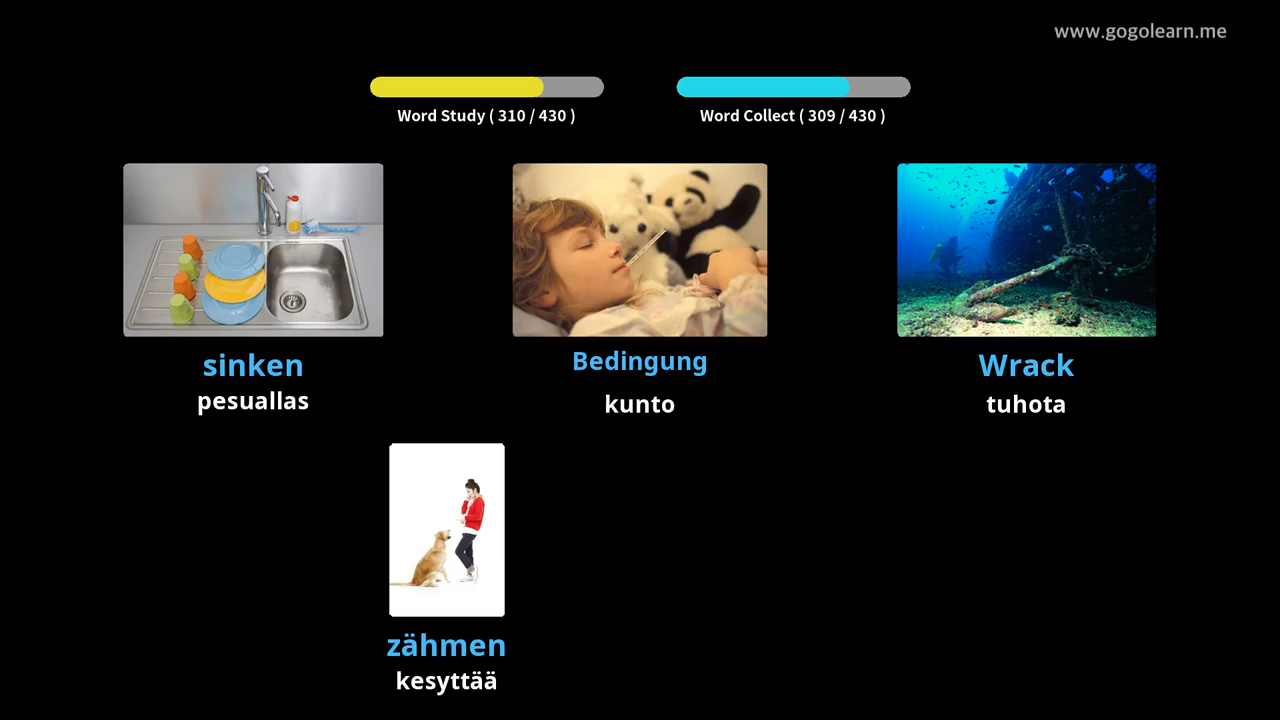 www.gogolearn.me
Word Study ( 310 / 430 )
Word Collect ( 309 / 430 )
sinken
pesuallas
Bedingung
kunto
Wrack
tuhota
zähmen
kesyttää